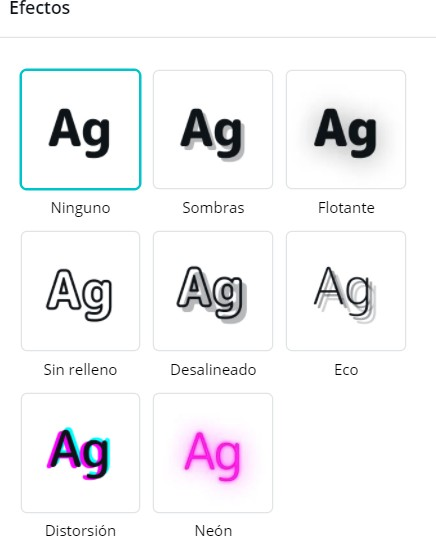 Efectos
Ag Ag Ag
Ninguno Sombras Flotante
Ag Ag Ag
Sin relleno Desalineado Eco
Ag Ag
Distorsión Neón